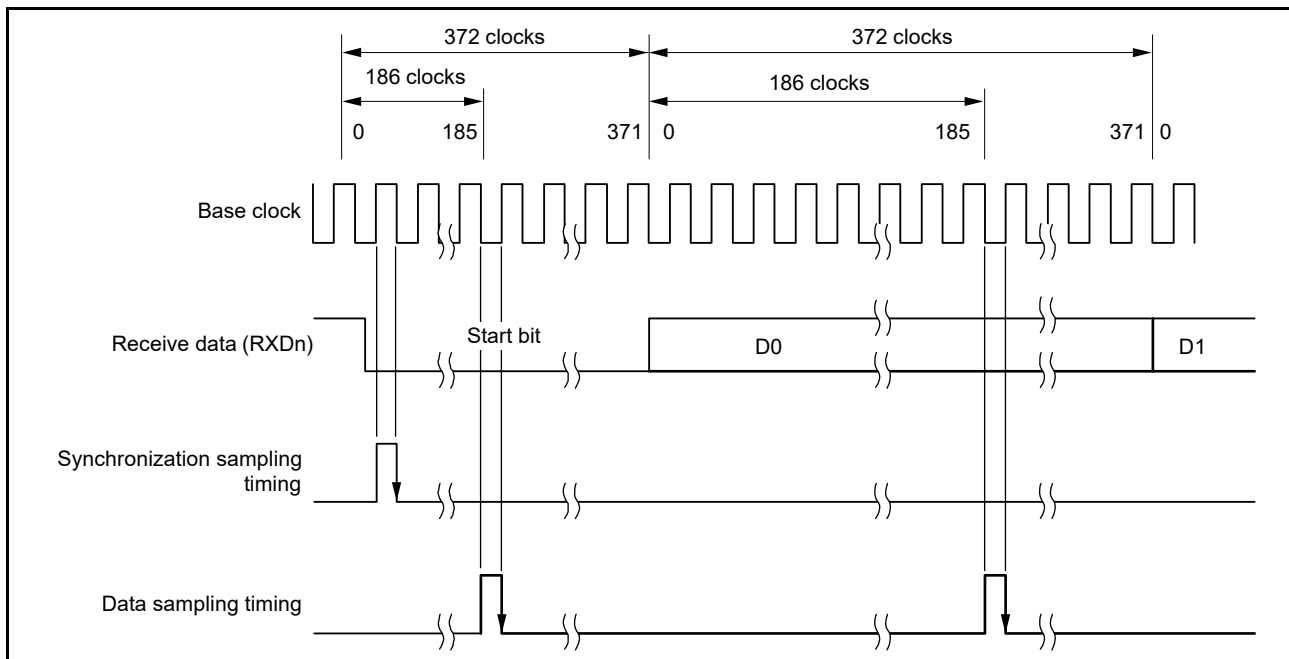 372 clocks
372 clocks
186 clocks
186 clocks
0
185
371
0
185
371
0
Base clock
Receive data (RXDn)
Start bit
D0
D1
Synchronization sampling
timing
Data sampling timing